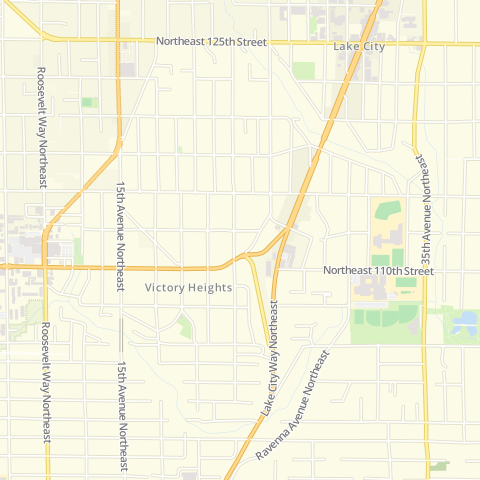 Northeast 125th Street
Lake City
Roosevelt Way Northeast
15th Avenue Northeast
35th Avenue Northeast
Northeast 110th Street
Victory Heights
Roosevelt Way Northeast
15th Avenue Northeast
Lake City Way Northeast
Ravenna Avenue Northeast